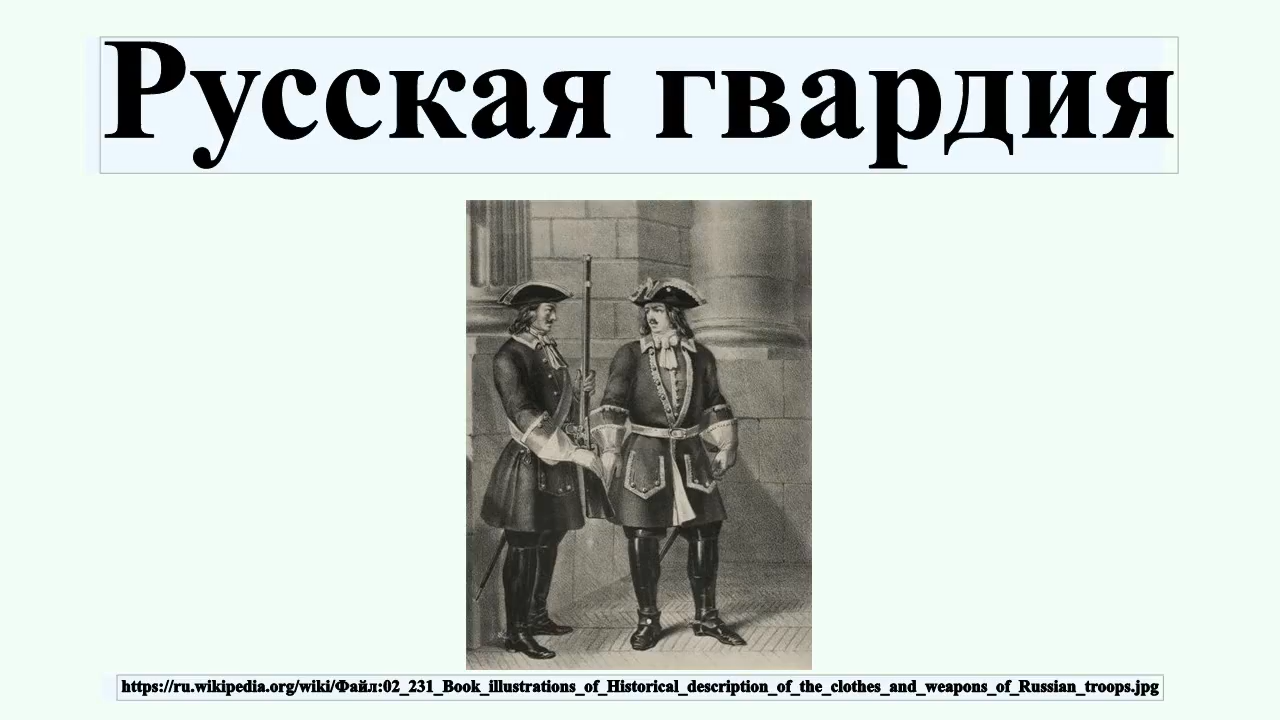 Русская гвардия
https://ru.wikipedia.org/wiki/Файл:02_231_Book_illustrations_of_Historical_description_of_the_clothes_and_weapons_of_Russian_troops.jpg